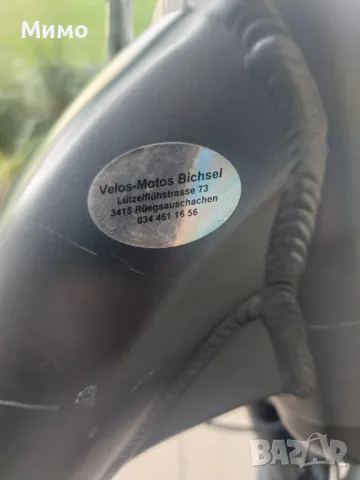 Мимо
Velos-Motos Bichsel
Lützelflühstrasse 73
3415 Rüegsauschachen
034 461 16 56
BAZAR